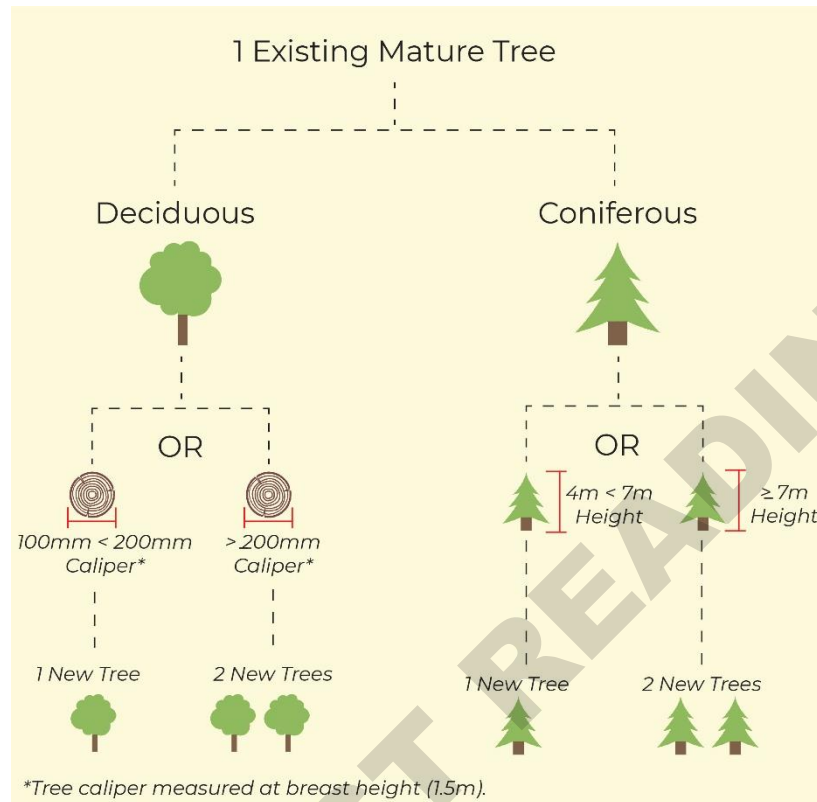 1 Existing Mature Tree
Deciduous
Coniferous
OR
OR
100mm < 200mm
Caliper*
≥200mm
Caliper*
4m < 7m
Height
≥7m
Height
1 New Tree
2 New Trees
1 New Tree
2 New Trees
*Tree caliper measured at breast height (1.5m).